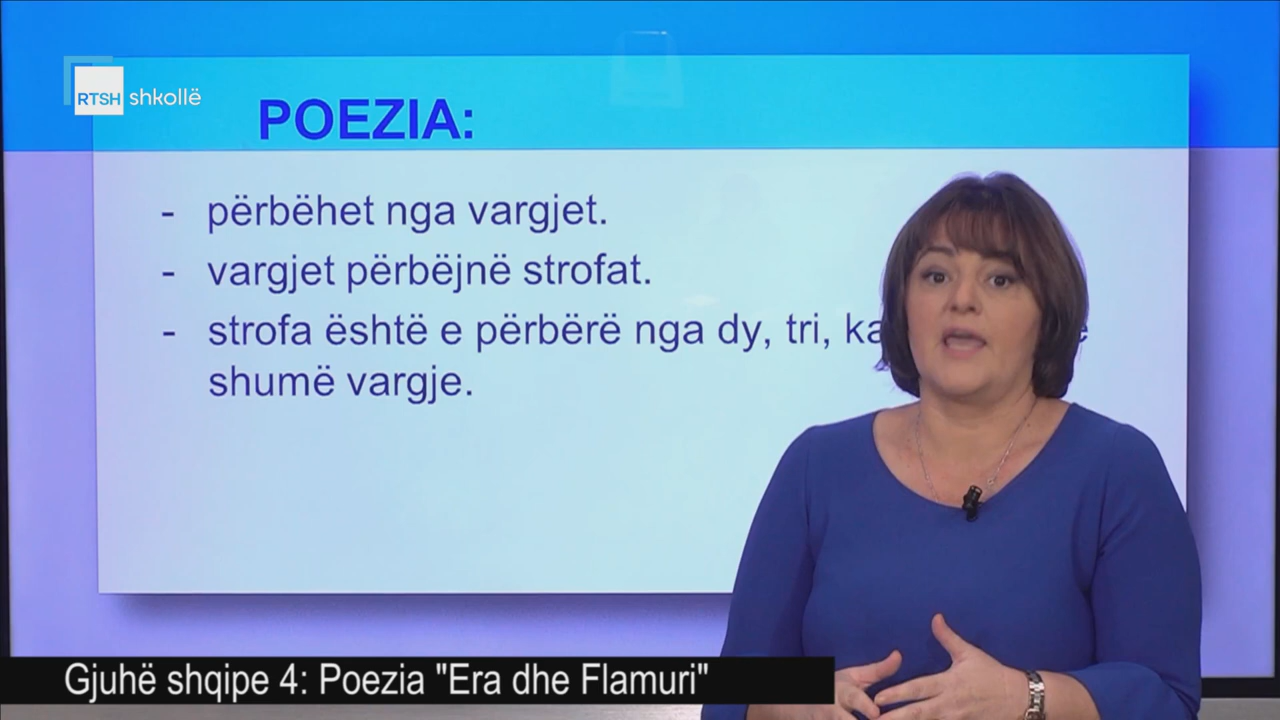 RTSH shkollë
POEZIA:
- përbëhet nga vargjet.
- vargjet përbëjnë strofat.
- strofa është e përbërë nga dy, tri,
shumë vargje.
Gjuhë shqipe 4: Poezia "Era dhe Flamuri"